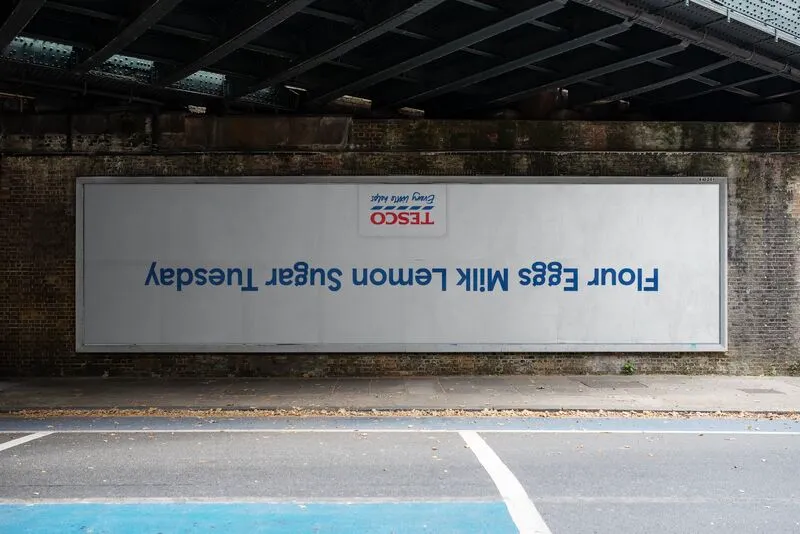 Flour Eggs Milk Lemon Sugar Tuesday
TESCO
Every little helps